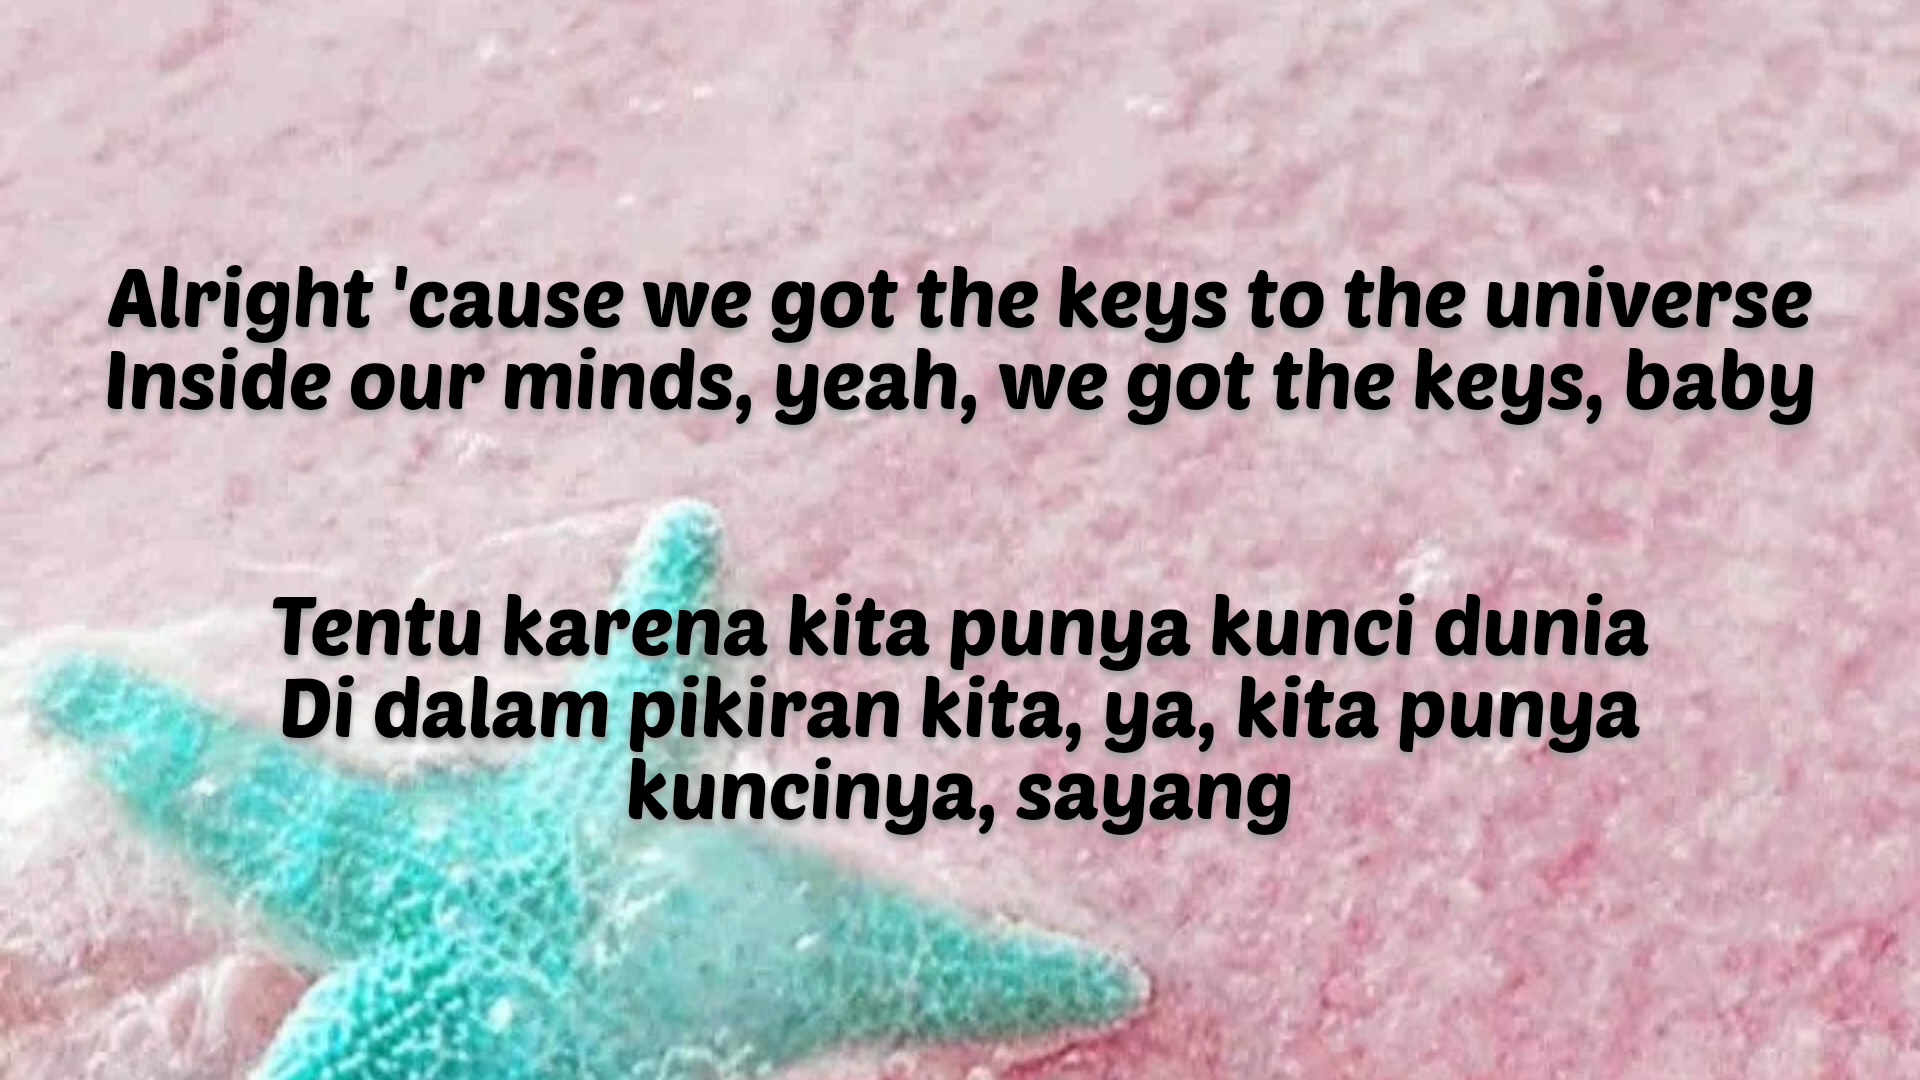 Alright 'cause we got the keys to the universe
Inside our minds, yeah, we got the keys, baby
Tentu karena kita punya kunci dunia
Di dalam pikiran kita, ya, kita punya
kuncinya, sayang